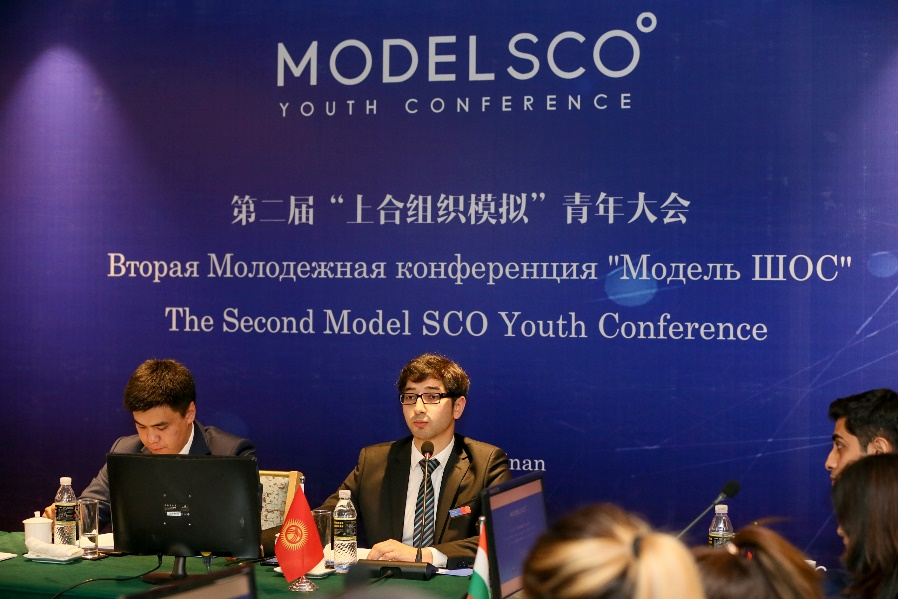 MODELSCO°
YOUTH CONFERENCE
第二届“上合组织模拟”青年大会
Вторая Молодежная конференция "Модель ШОС"
The Second Model SCO Youth Conference